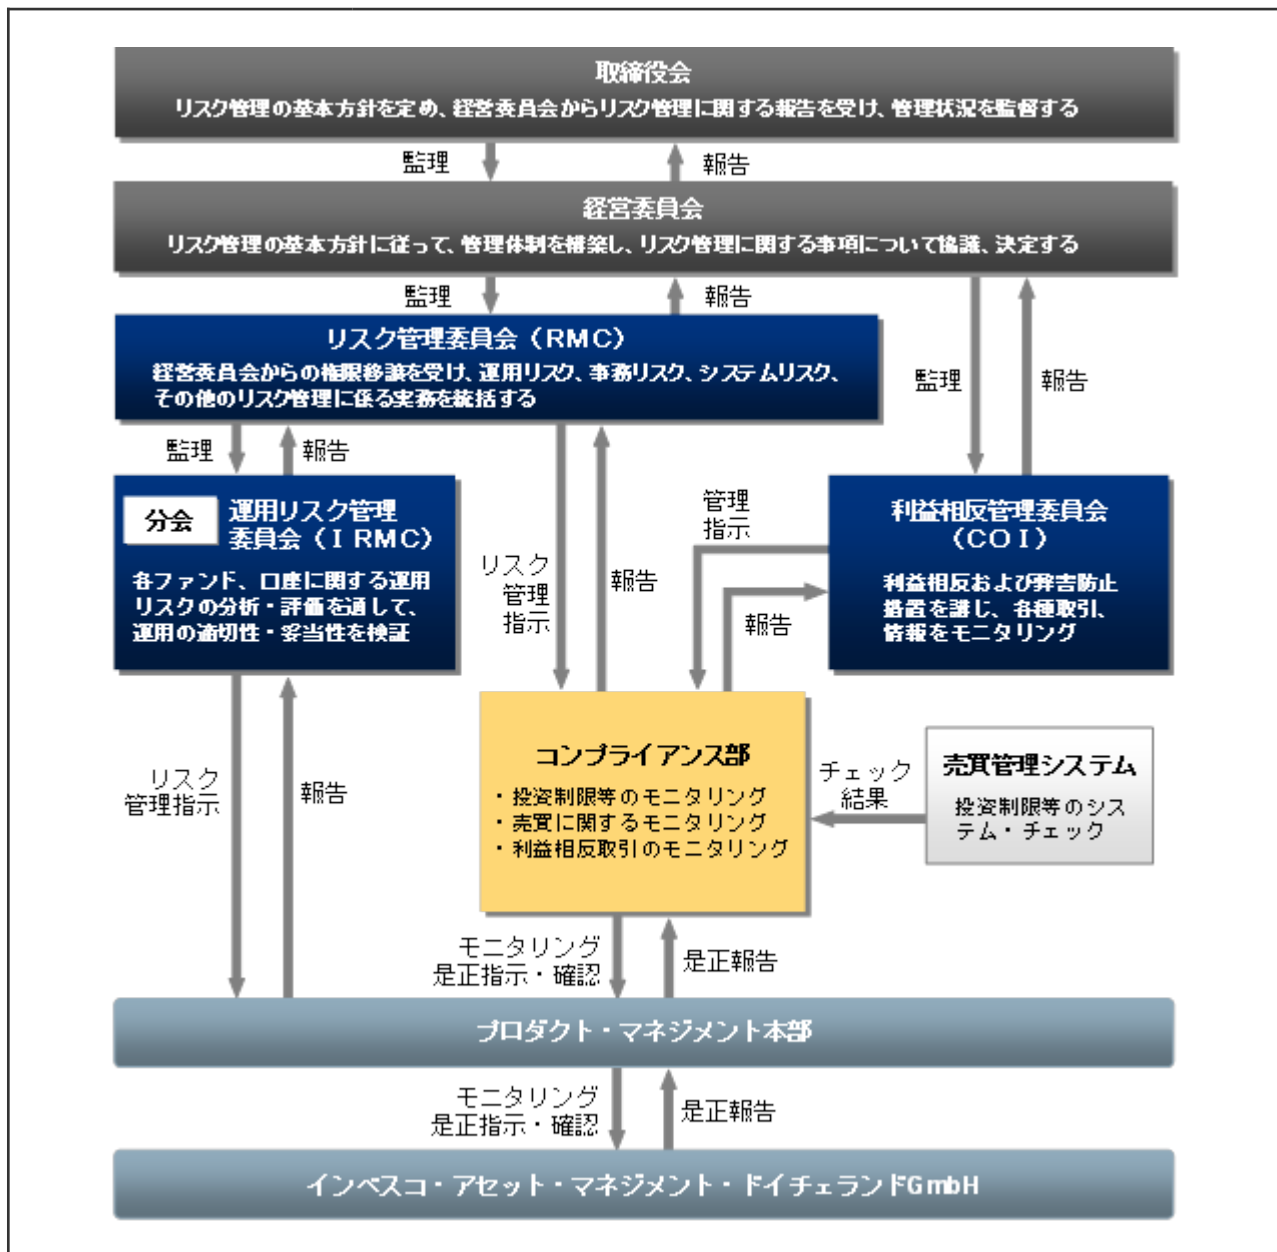 取締役会
リスク管理の基本方針を定め、経営委員会からリスク管理に関する報告を受け、管理状況を監督する
監理
報告
経営委員会
リスク管理の基本方針に従って、管理体制を構築し、リスク管理に関する事項について協議、決定する
監理
報告
リスク管理委員会（RMC）
経営委員会からの権限移譲を受け、運用リスク、事務リスク、システムリスク、
その他のリスク管理に係る実務を統括する
監理
報告
監理
報告
分会
運用リスク管理
委員会（ＩRMC）
各ファンド、口座に関する運用
リスクの分析・評価を通して、
運用の適切性・妥当性を検証
リスク
管理
指示
報告
管理
指示
報告
利益相反管理委員会
（COＩ）
利益相反および弊害防止
措置を講じ、各種取引、
情報をモニタリング
リスク
管理指示
報告
コンプライアンス部
・投資制限等のモニタリング
・売買に関するモニタリング
・利益相反取引のモニタリング
チェック
結果
売買管理システム
投資制限等のシス
テム・チェック
モニタリング
是正指示・確認
是正報告
プロダクト・マネジメント本部
モニタリング
是正指示・確認
是正報告
インベスコ・アセット・マネジメント・ドイチェランドGmbH